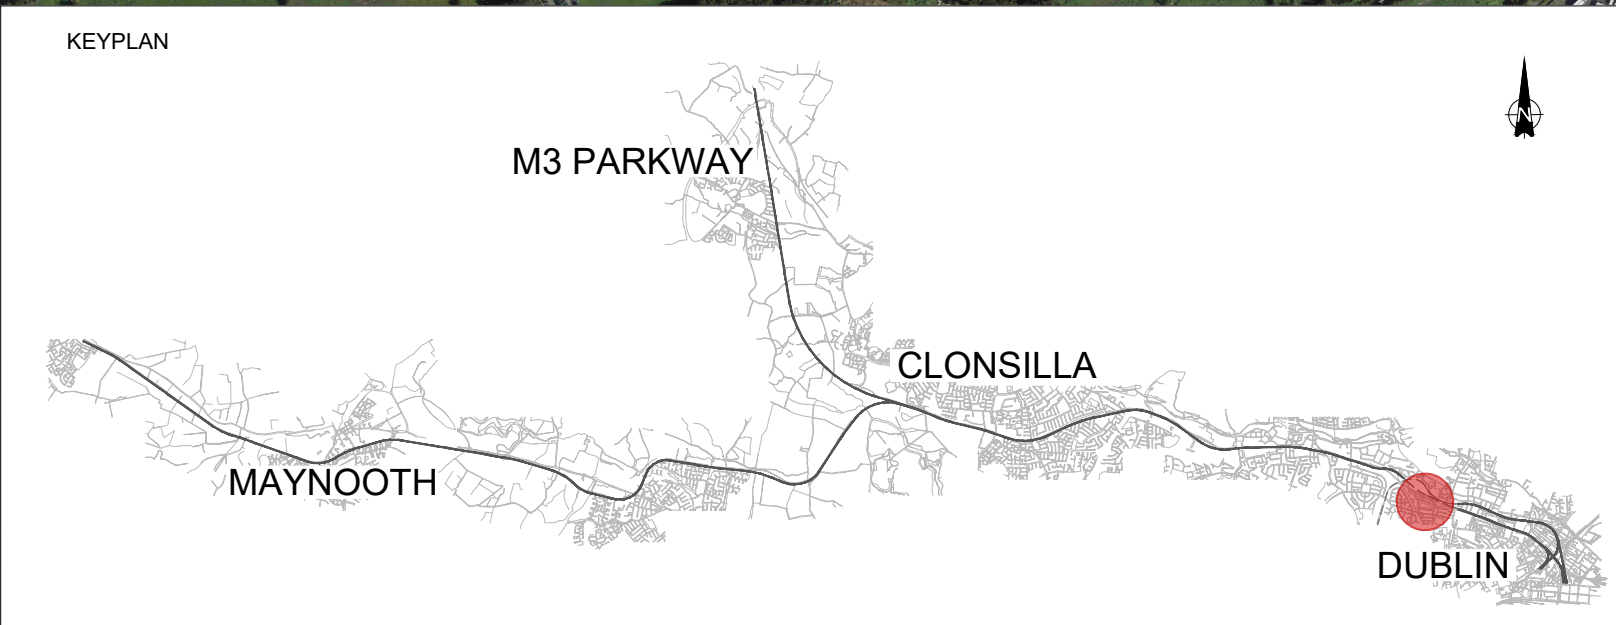 KEYPLAN
N
M3 PARKWAY
CLONSILLA
MAYNOOTH
DUBLIN